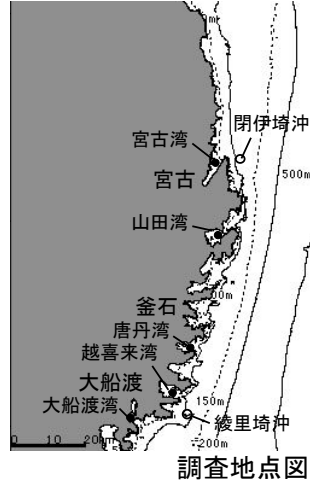 m
閉伊埼沖
宮古湾
宮古
500m
山田湾
00m
釜石
唐丹湾
越喜来湾
大船渡
大船渡湾
150m
綾里埼沖
0 10 20
200m
調査地点図